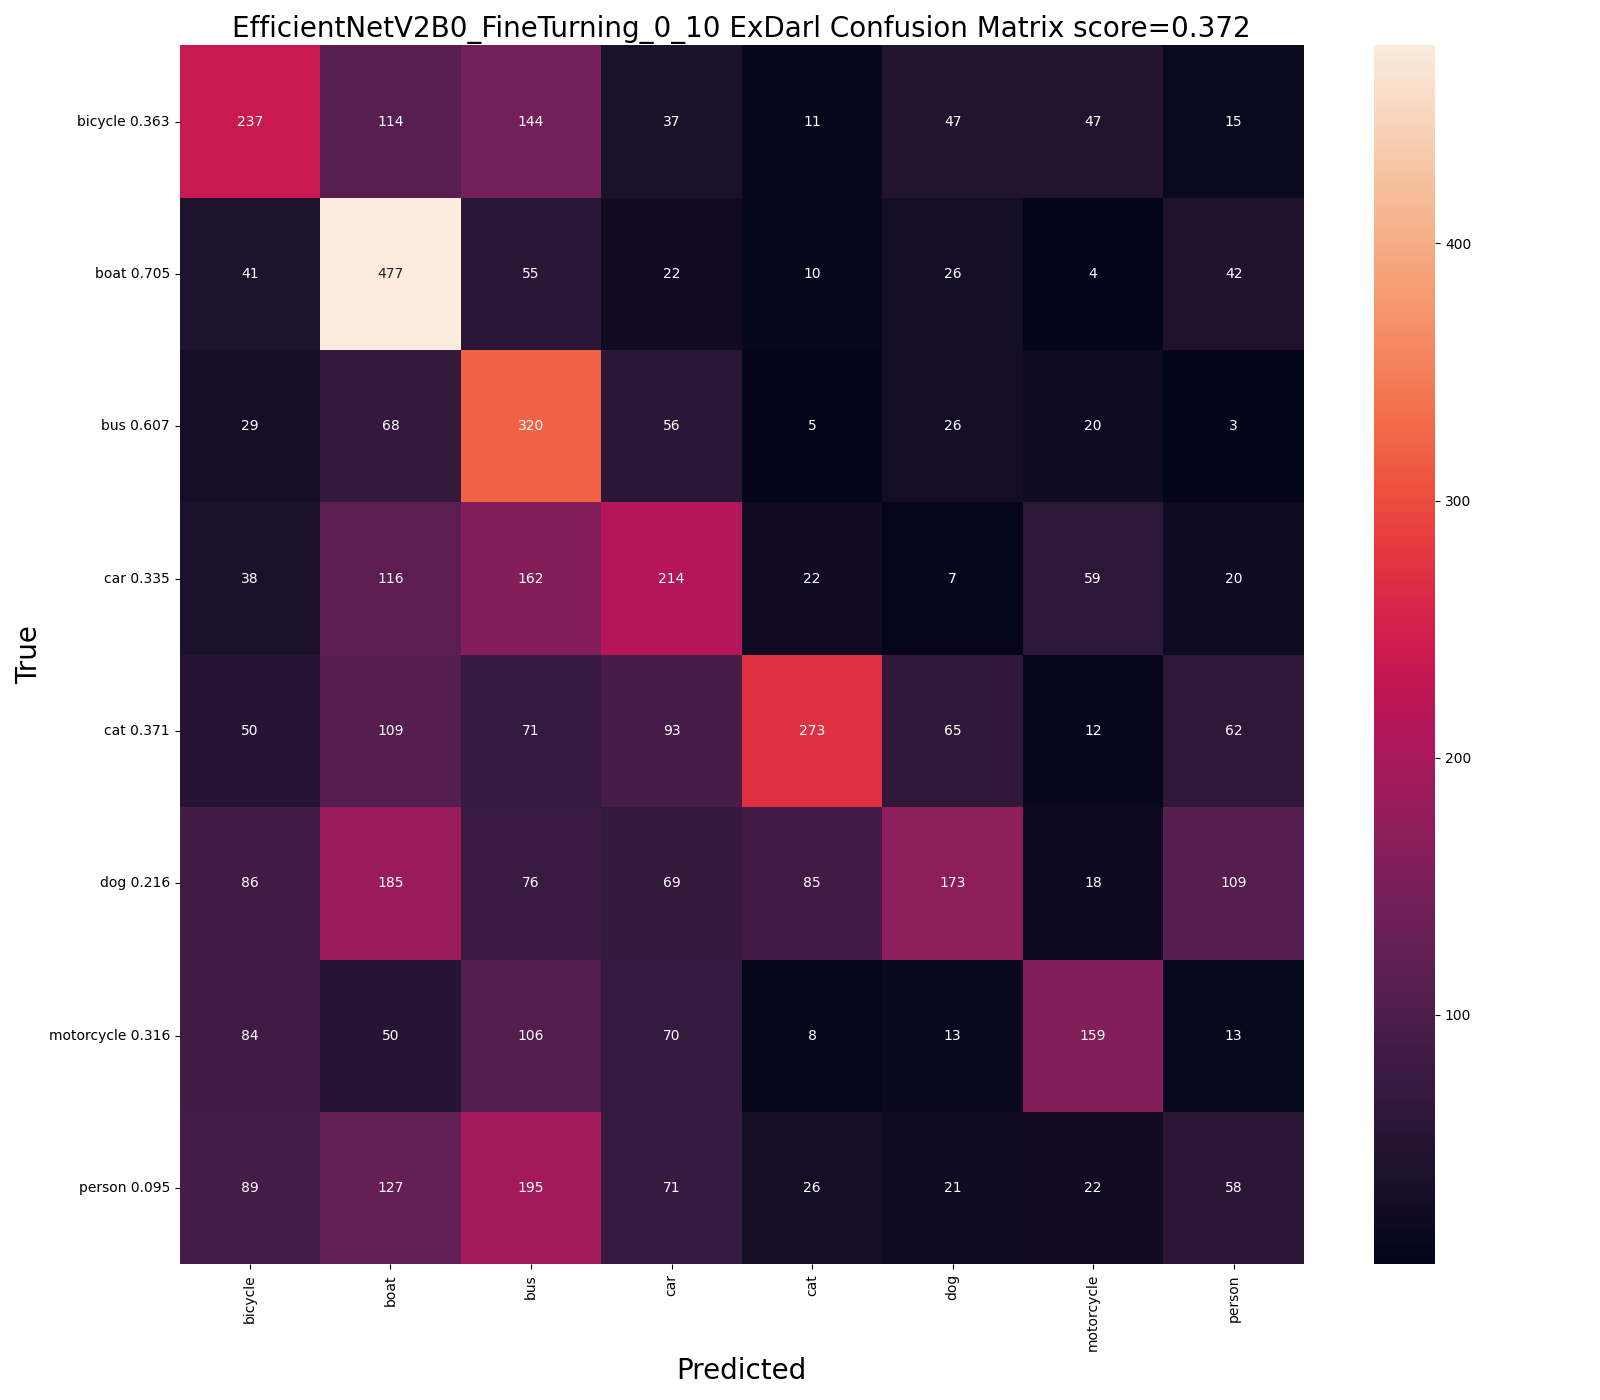 EfficientNetV2B0_FineTurning_0_10 ExDarl Confusion Matrix score=0.372
True
bicycle 0.363 237 114 144 37 11 47 47 15
boat 0.705 41 477 55 22 10 26 4 42
bus 0.607 29 68 320 56 5 26 20 3
car 0.335 38 116 162 214 22 7 59 20
cat 0.371 50 109 71 93 273 65 12 62
dog 0.216 86 185 76 69 85 173 18 109
motorcycle 0.316 84 50 106 70 8 13 159 13
person 0.095 89 127 195 71 26 21 22 58
bicycle boat bus car cat dog motorcycle person
Predicted
400
300
200
100